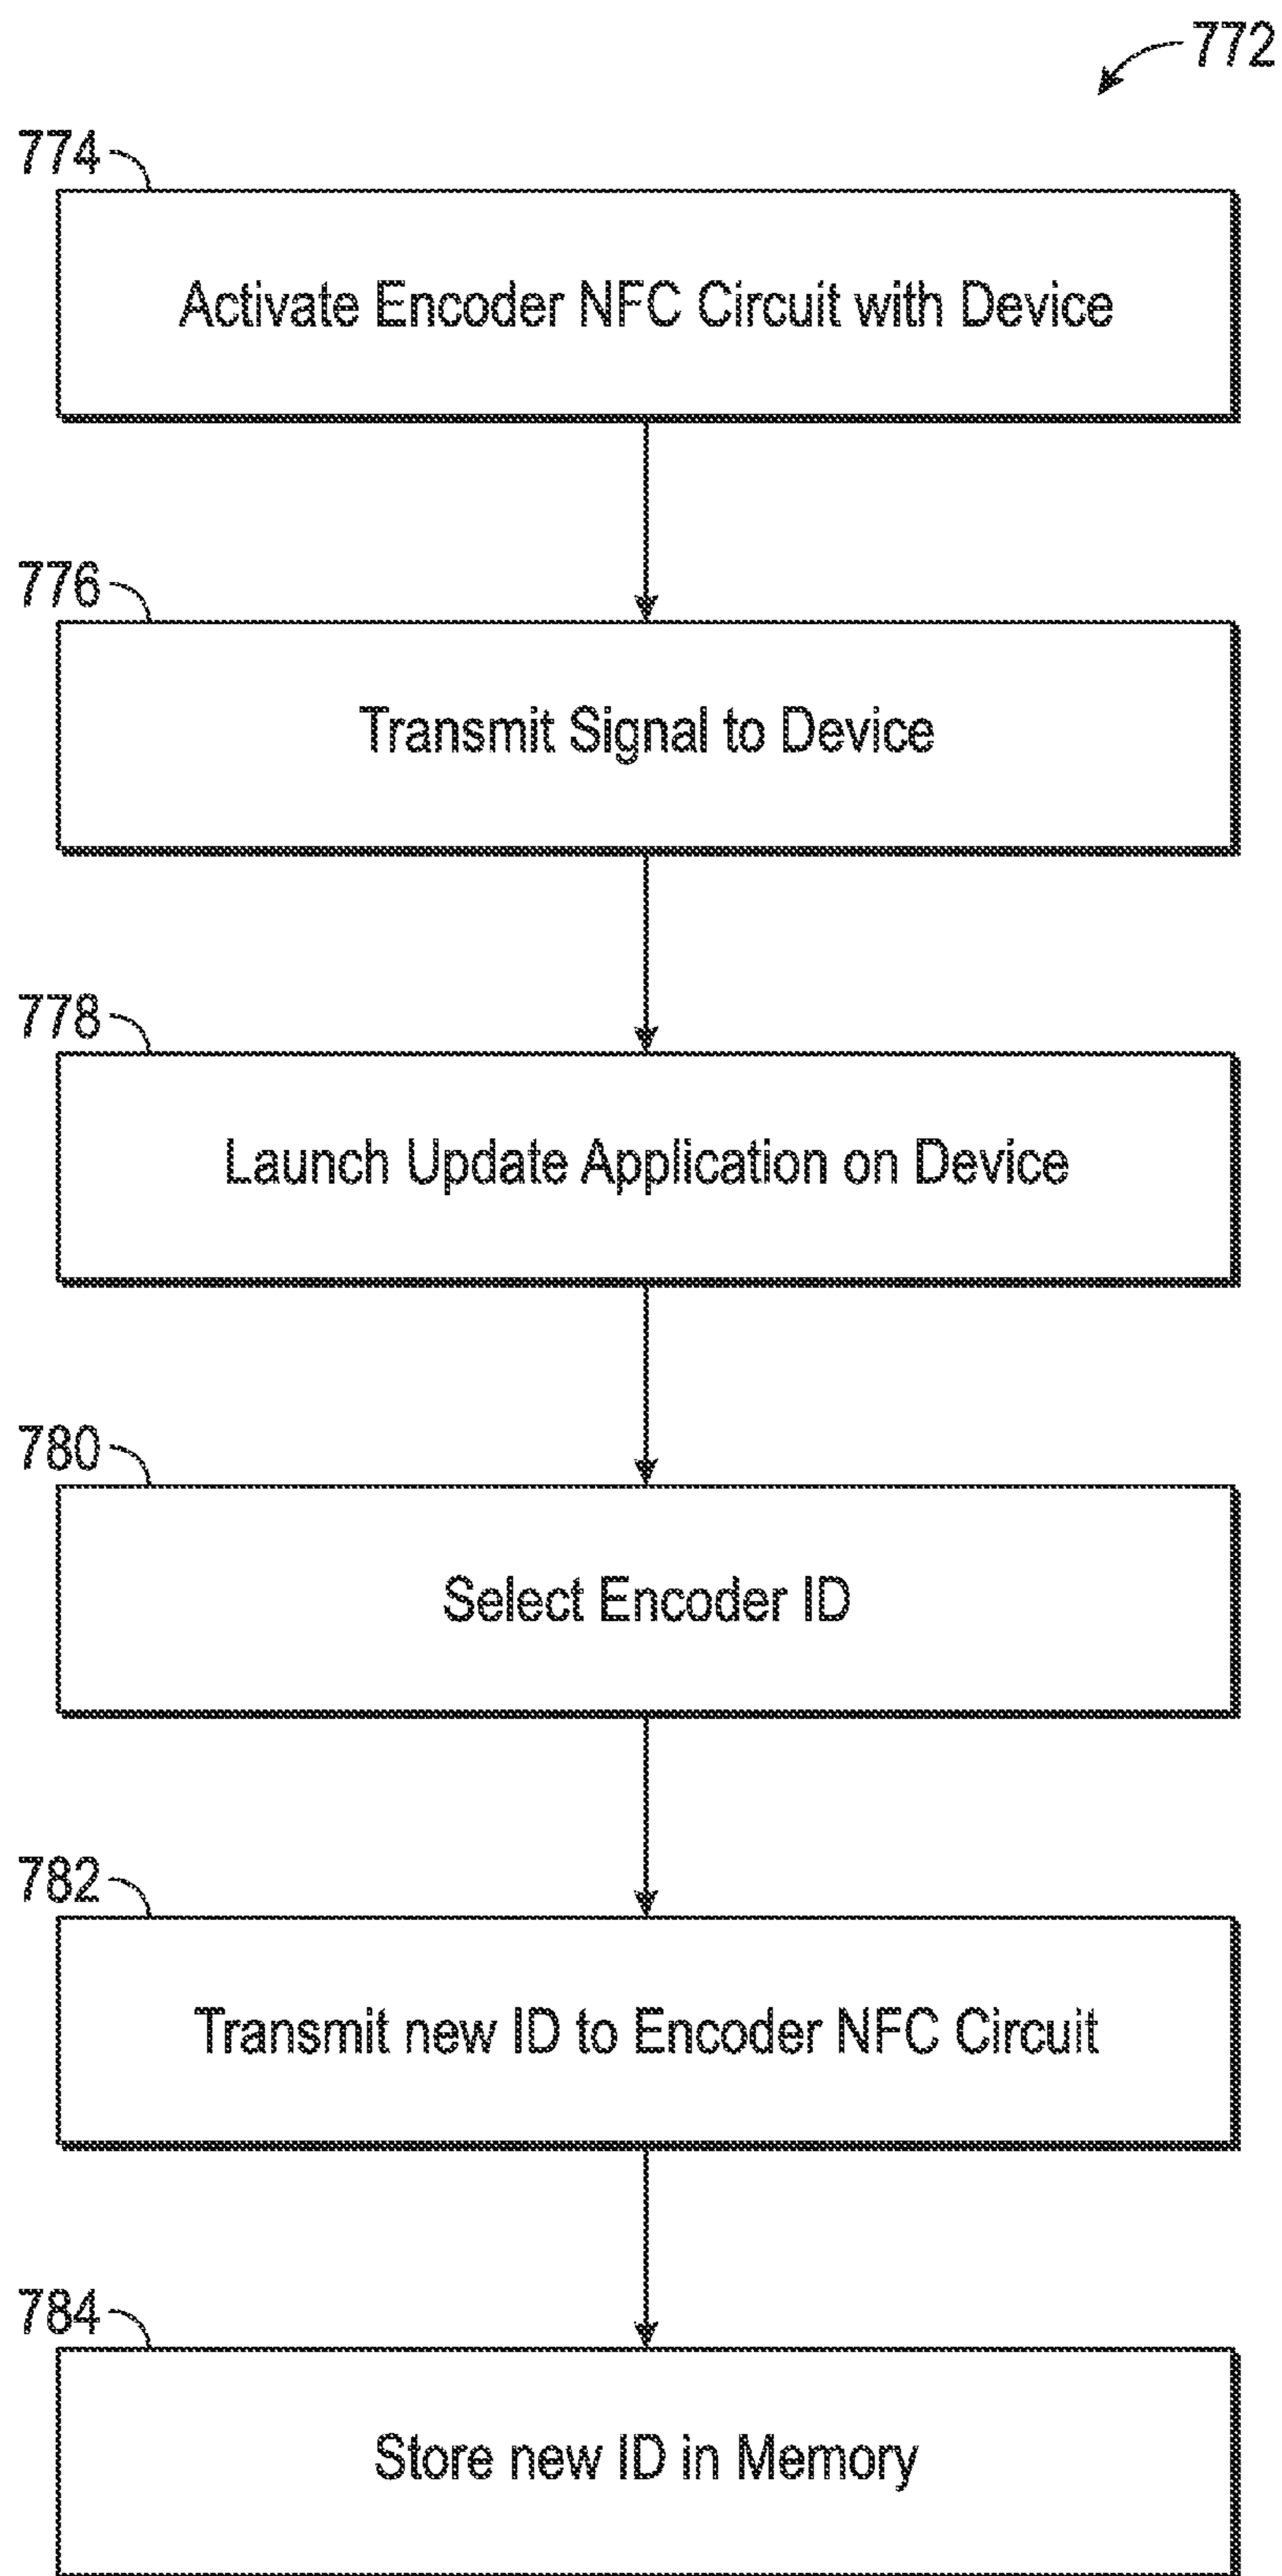 772
774
Activate Encoder NFC Circuit with Device
776
Transmit Signal to Device
778
Launch Update Application on Device
780
Select Encoder ID
782
Transmit new ID to Encoder NFC Circuit
784
Store new ID in Memory